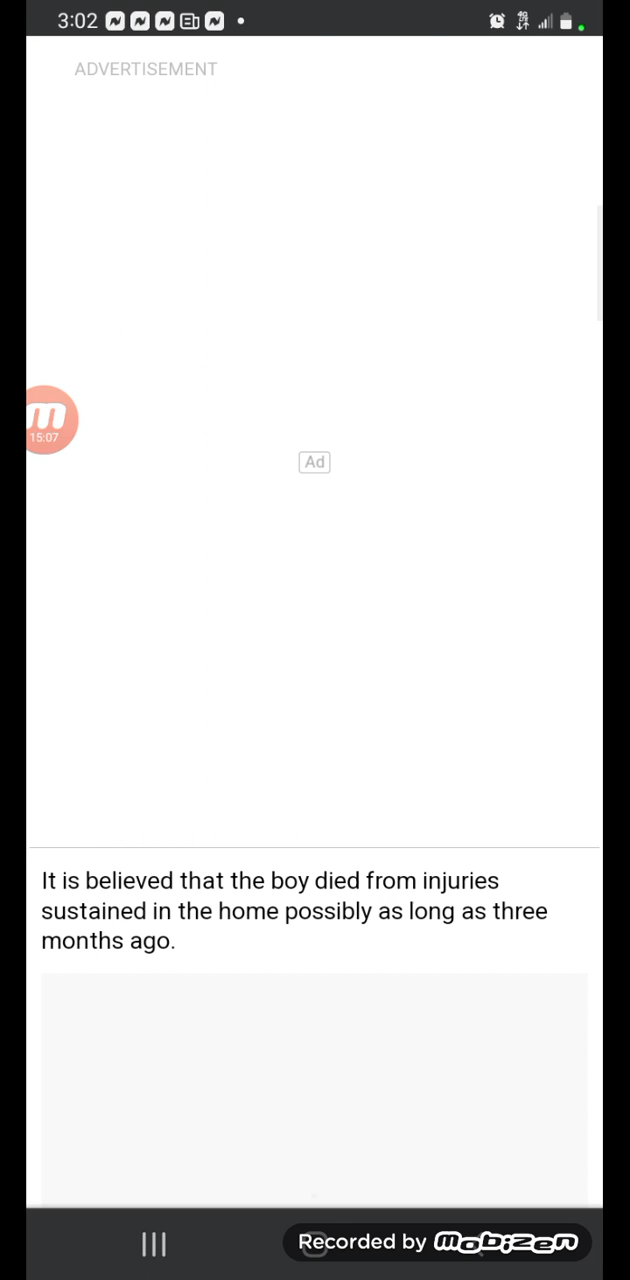 3:02
ADVERTISEMENT
15:07
Ad
It is believed that the boy died from injuries
sustained in the home possibly as long as three
months ago.
Recorded by mobizen